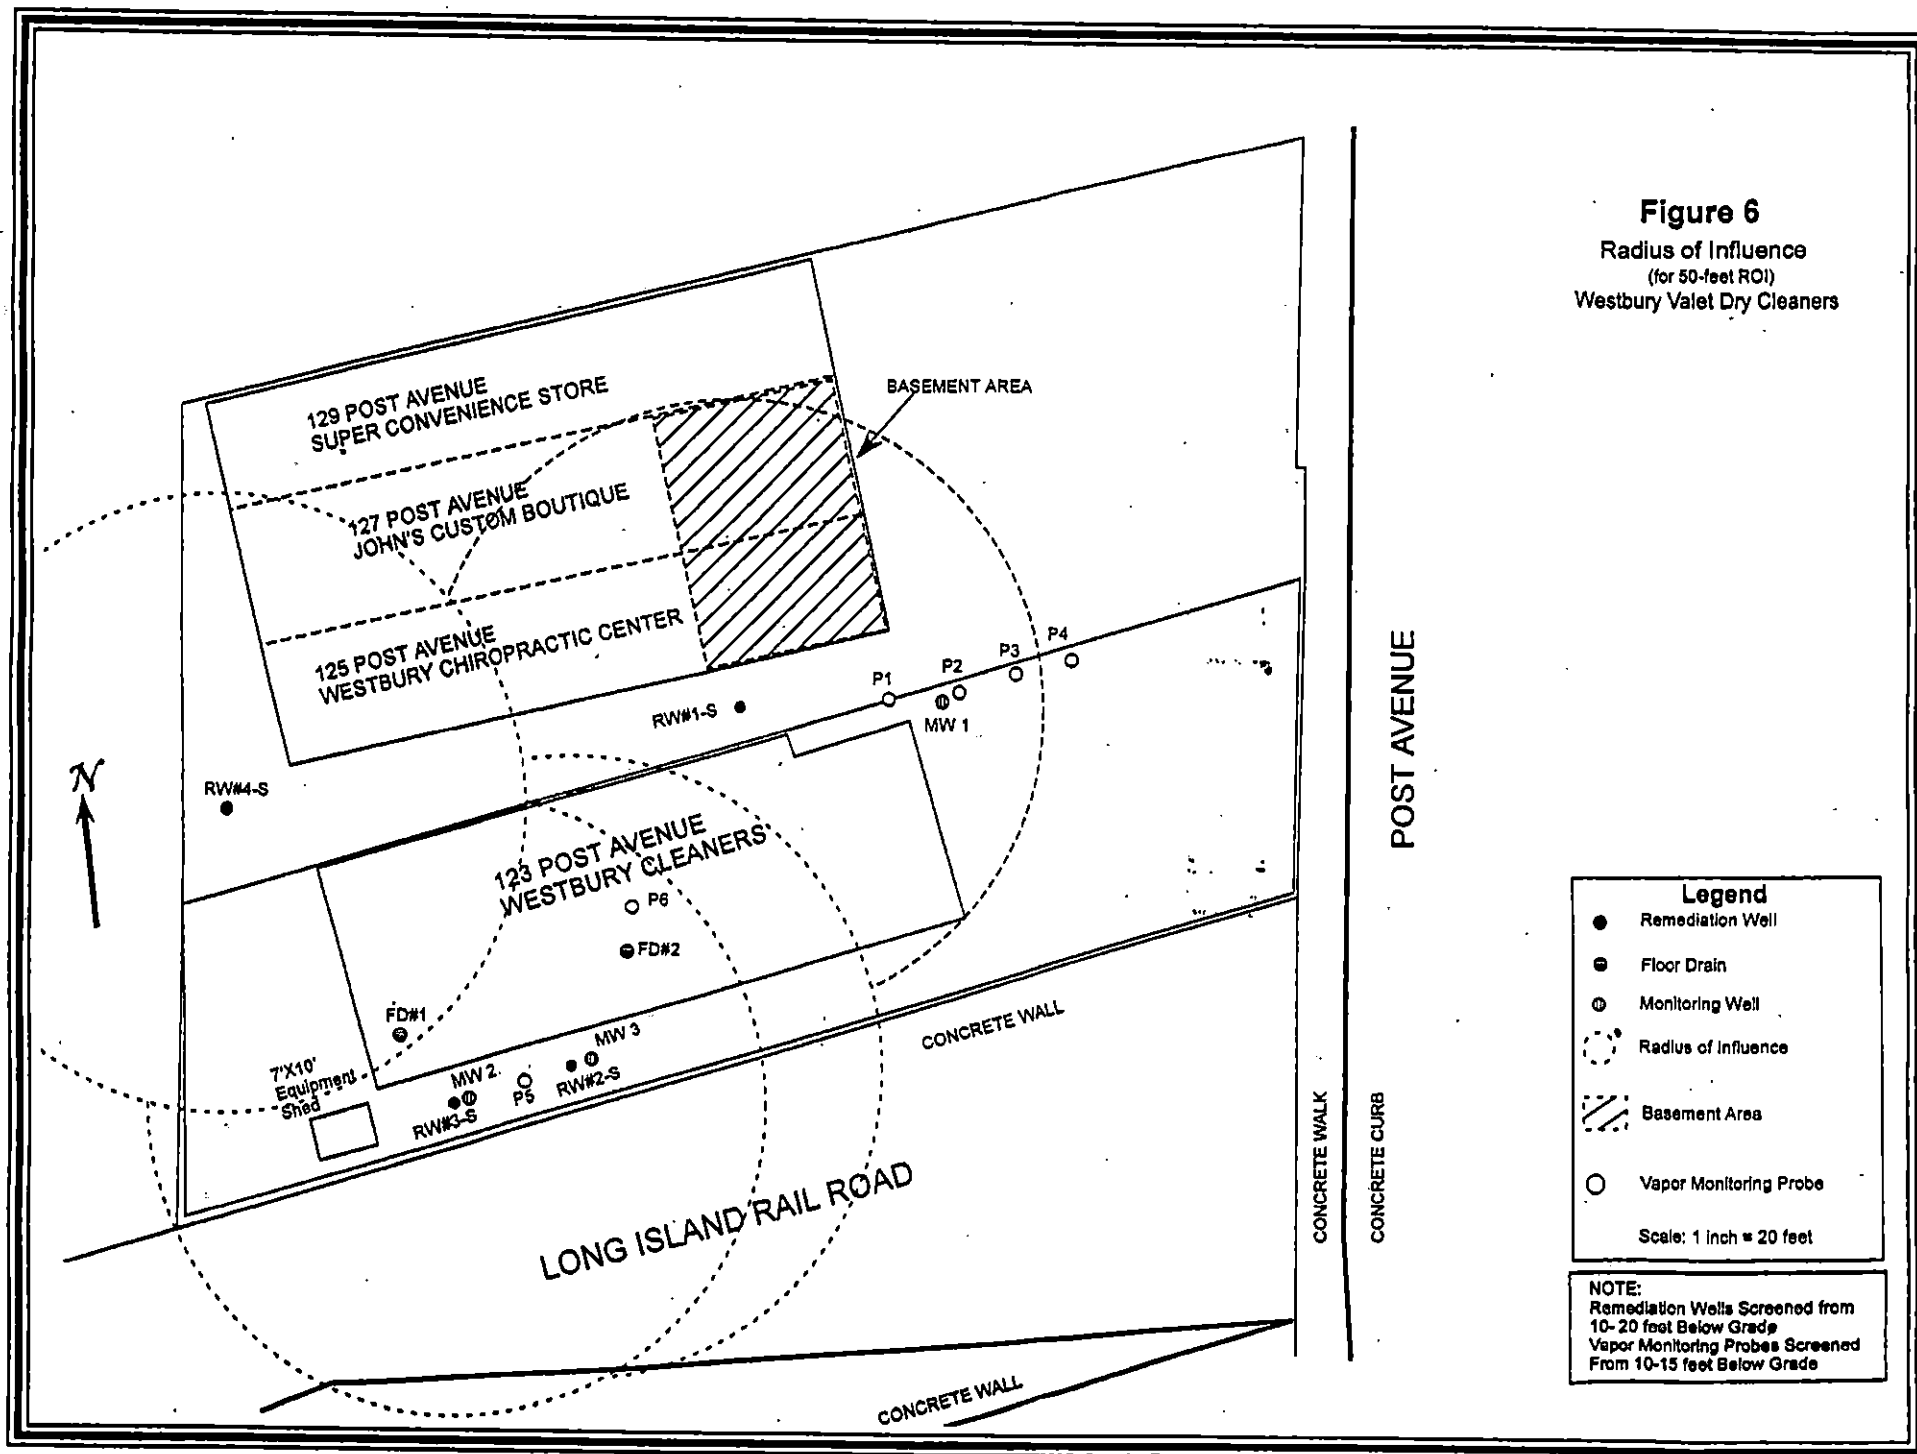 Figure 6
Radius of Influence
(for 50-feet ROI)
Westbury Valet Dry Cleaners
BASEMENT AREA
129 POST AVENUE
SUPER CONVENIENCE STORE
127 POST AVENUE
JOHN'S CUSTOM BOUTIQUE
125 POST AVENUE
WESTBURY CHIROPRACTIC CENTER
P4
P3
P2
P1
MW 1
RW#1-S
N
RW#4-S
123 POST AVENUE
WESTBURY CLEANERS
P6
FD#2
FD#1
MW 3
RW#2-S
P5
MW 2
RW#3-S
7'X10'
Equipment
Shed
CONCRETE WALL
LONG ISLAND RAIL ROAD
CONCRETE WALL
POST AVENUE
CONCRETE WALK
CONCRETE CURB
Legend
Remediation Well
Floor Drain
Monitoring Well
Radius of Influence
Basement Area
Vapor Monitoring Probe
Scale: 1 inch = 20 feet
NOTE:
Remediation Wells Screened from
10-20 feet Below Grade
Vapor Monitoring Probes Screened
From 10-15 feet Below Grade